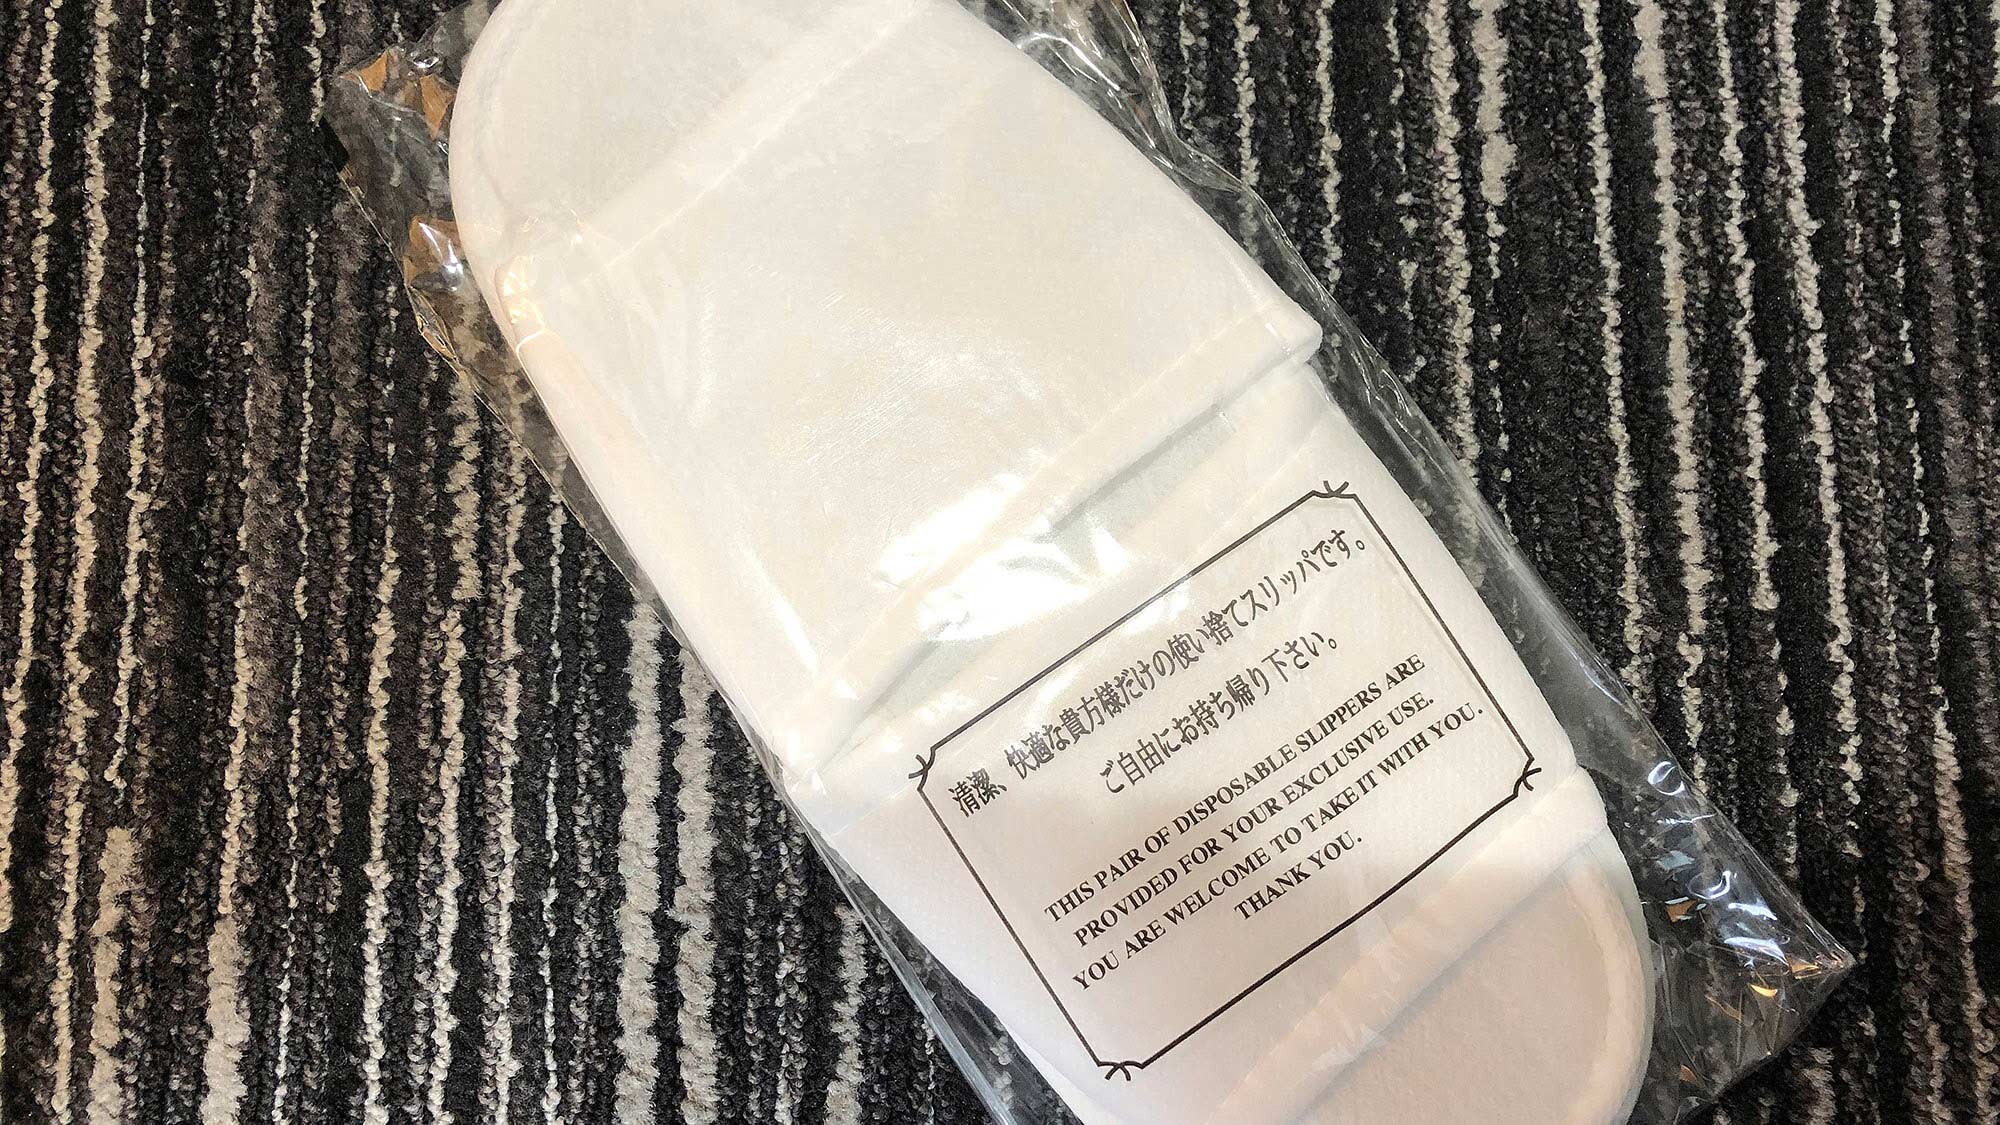 清潔、快適な貴方様だけの使い捨てスリッパです。
ご自由にお持ち帰り下さい。
THIS PAIR OF DISPOSABLE SLIPPERS ARE
PROVIDED FOR YOUR EXCLUSIVE USE.
YOU ARE WELCOME TO TAKE IT WITH YOU.
THANK YOU.